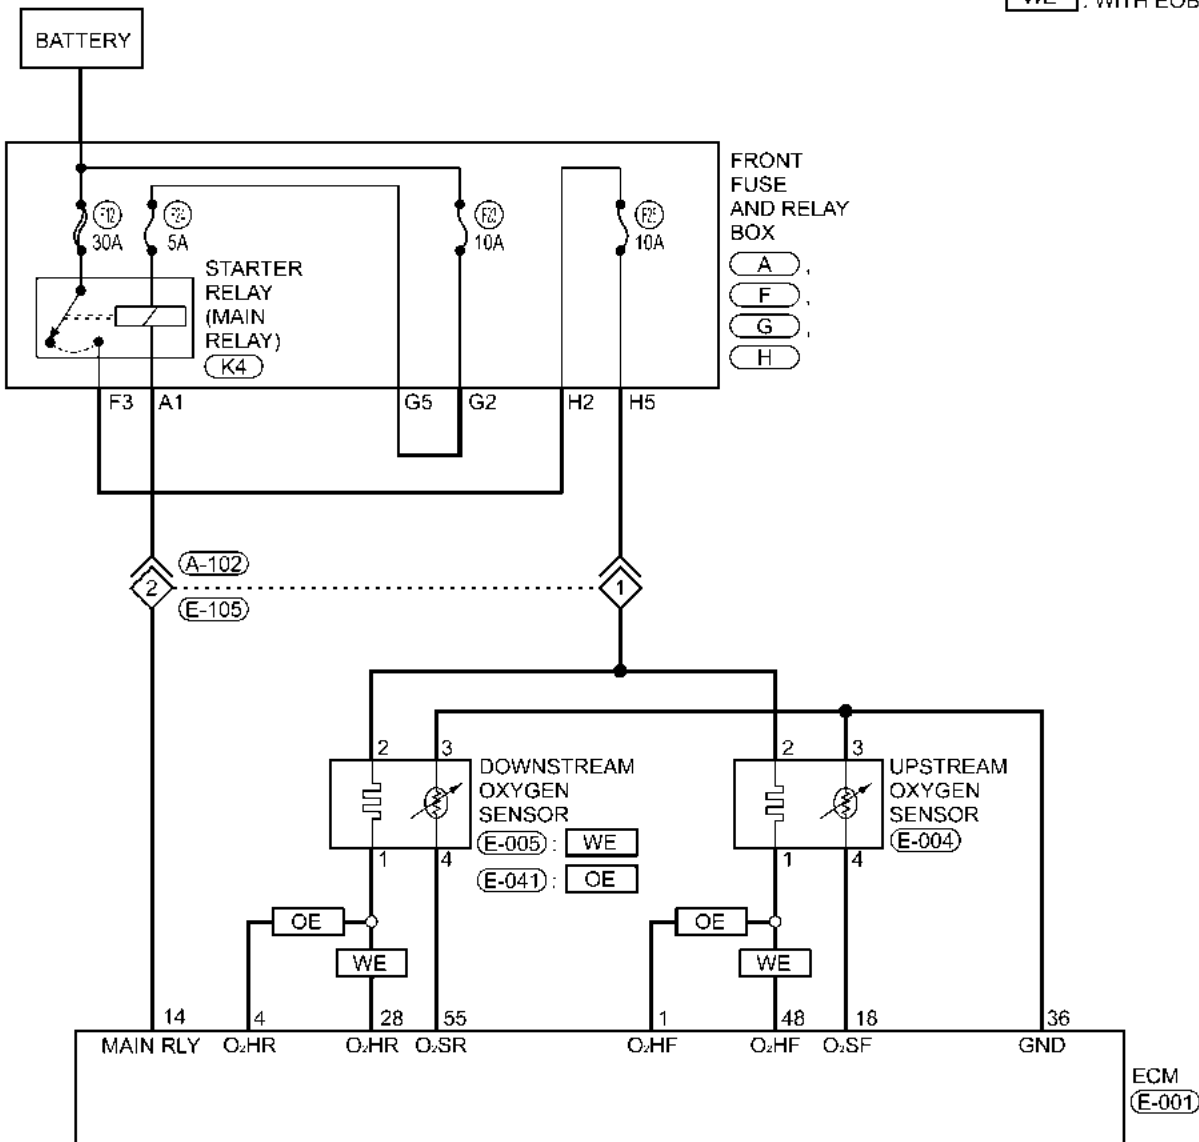 : WITH EOB
BATTERY
FRONT
FUSE
AND RELAY
BOX
A ,
F ,
G ,
H
F12
30A
F24
5A
10A
10A
STARTER
RELAY
(MAIN
RELAY)
K4
F3 A1 G5 G2 H2 H5
A-102
2 1
E-105
2 3 2 3
DOWNSTREAM
OXYGEN
SENSOR
E-005 : WE
E-041 : OE
UPSTREAM
OXYGEN
SENSOR
E-004
1 4 1 4
OE OE
WE WE
14 4 28 55 1 48 18 36
MAIN RLY O₂HR O₂HR O₂SR O₂HF O₂HF O₂SF GND
ECM
E-001